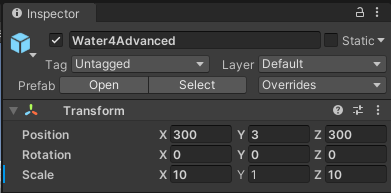 Inspector
Water4Advanced Static
Tag Untagged Layer Default
Prefab Open Select Overrides
Transform
Position X 300 Y 3 Z 300
Rotation X 0 Y 0 Z 0
Scale X 10 Y 1 Z 10